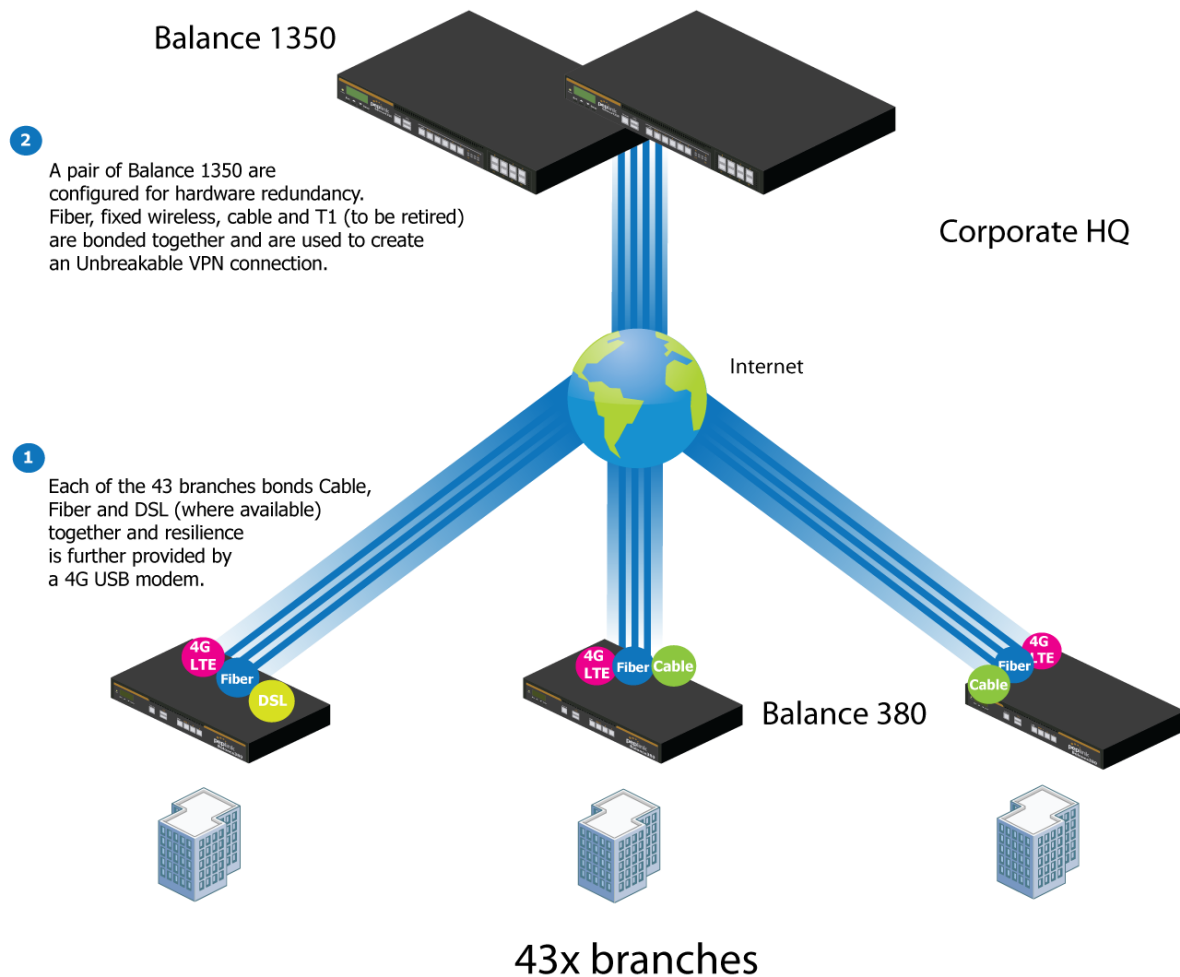 Balance 1350
2
A pair of Balance 1350 are
configured for hardware redundancy.
Fiber, fixed wireless, cable and T1 (to be retired)
are bonded together and are used to create
an Unbreakable VPN connection.
Corporate HQ
Internet
1
Each of the 43 branches bonds Cable,
Fiber and DSL (where available)
together and resilience
is further provided by
a 4G USB modem.
4G
LTE
Fiber
DSL
4G
LTE
Fiber
Cable
4G
LTE
Fiber
Cable
Balance 380
43x branches